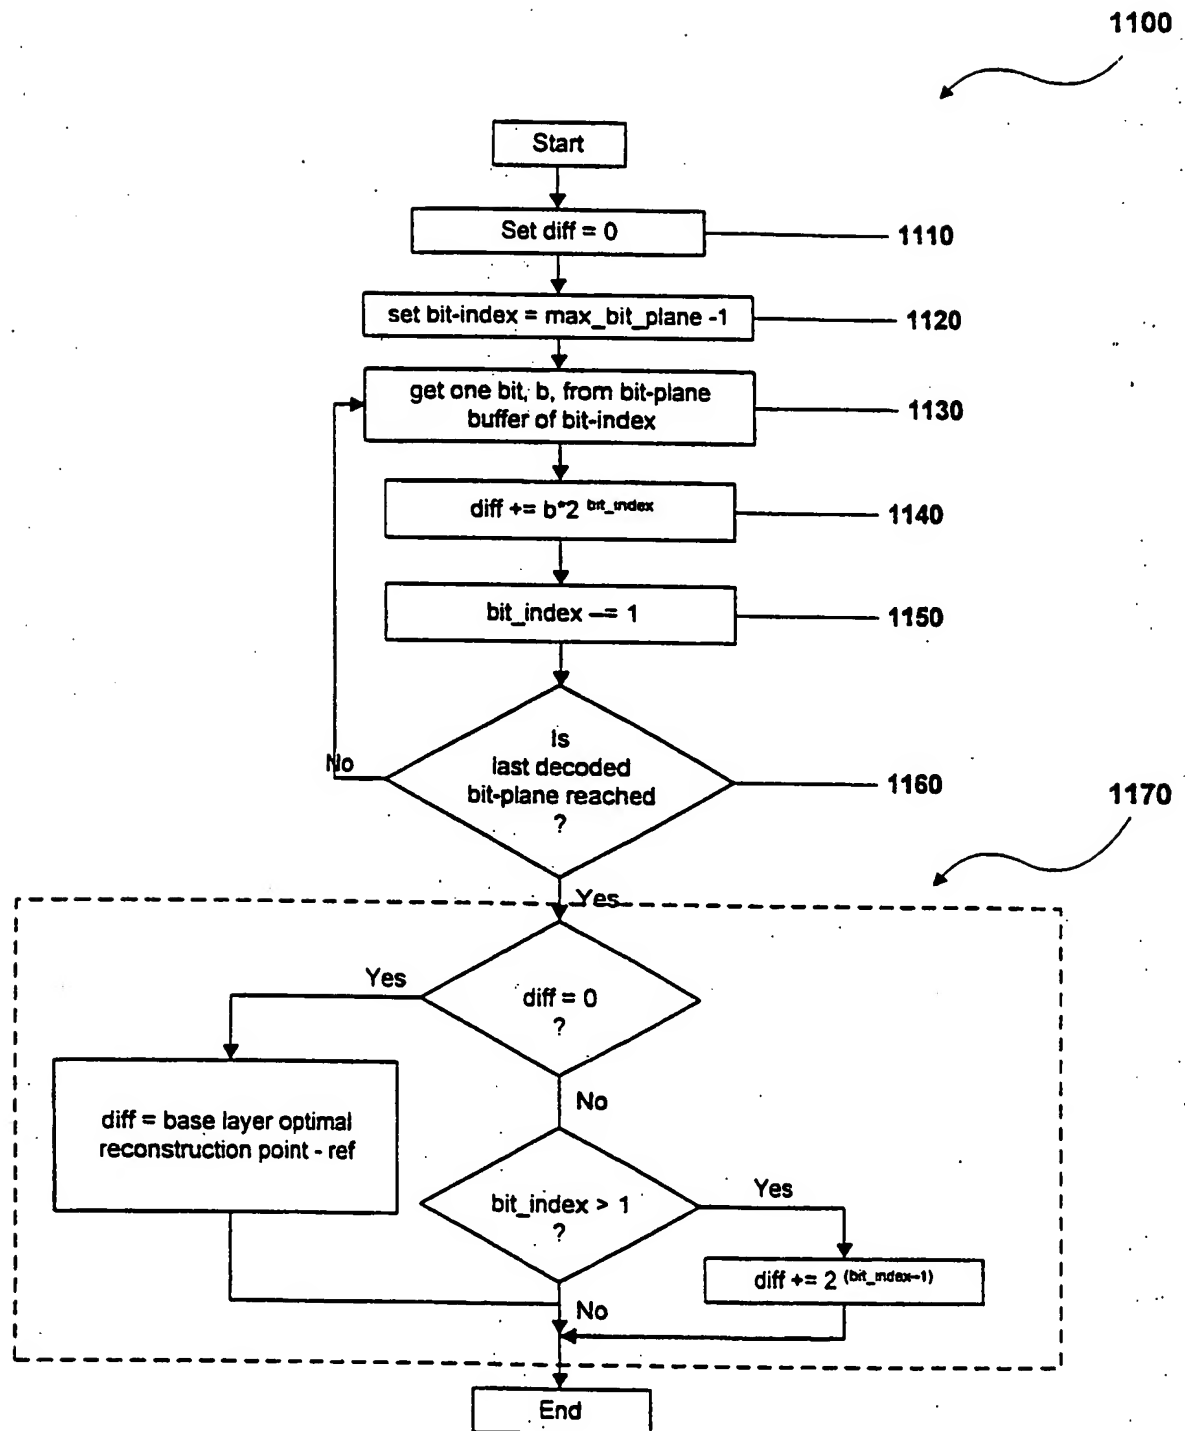 1100
Start
Set diff = 0
1110
set bit-index = max_bit_plane -1
1120
get one bit, b, from bit-plane
buffer of bit-index
1130
diff += b*2 bit_index
1140
bit_index -= 1
1150
Is
last decoded
bit-plane reached
?
No
1160
1170
Yes
diff = 0
?
Yes
No
diff = base layer optimal
reconstruction point - ref
bit_index > 1
?
Yes
diff += 2 (bit_index-1)
No
End